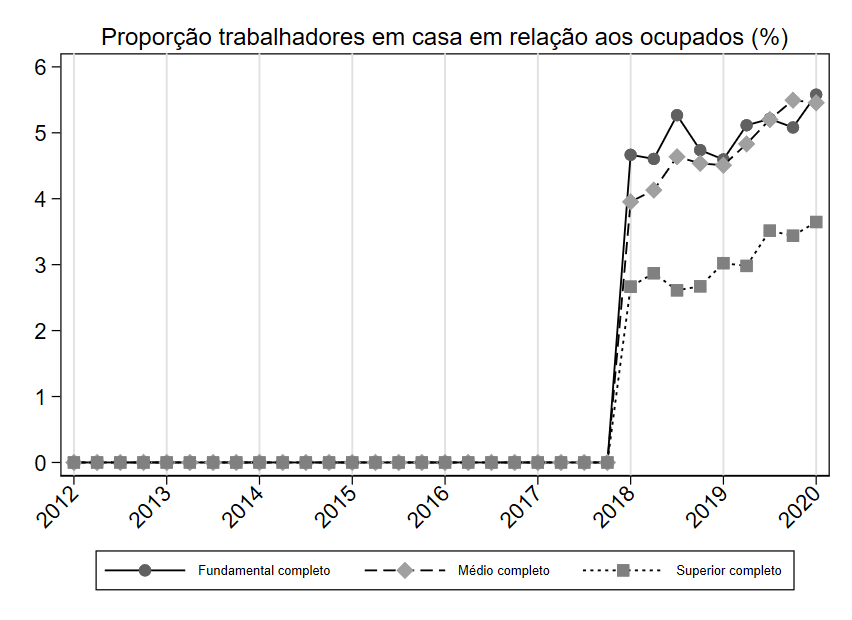 Proporção trabalhadores em casa em relação aos ocupados (%)
6
5
4
3
2
1
0
2012 2013 2014 2015 2016 2017 2018 2019 2020
Fundamental completo Médio completo Superior completo